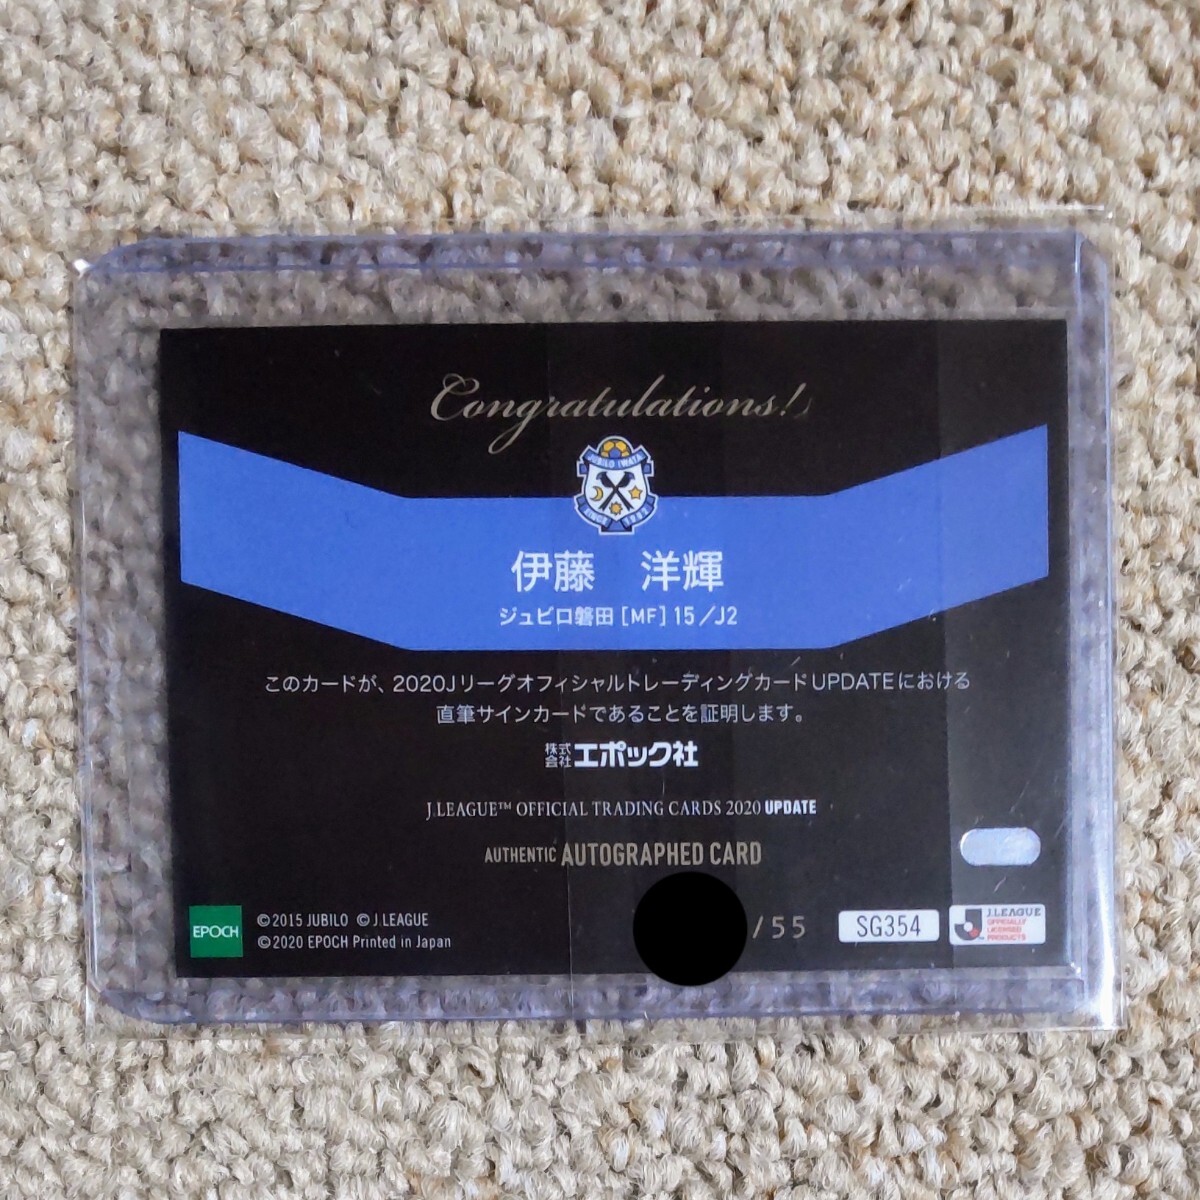 Congratulations!
JUBILO IWATA
伊藤　洋輝
ジュビロ磐田 [MF] 15/J2
このカードが、2020Jリーグオフィシャルトレーディングカード UPDATEにおける
直筆サインカードであることを証明します。
株式会社エポック社
J.LEAGUE™ OFFICIAL TRADING CARDS 2020 UPDATE
AUTHENTIC AUTOGRAPHED CARD
EPOCH
©2015 JUBILO ©J.LEAGUE
©2020 EPOCH Printed in Japan
/55
SG354
J.LEAGUE
OFFICIALLY
LICENSED
PRODUCTS